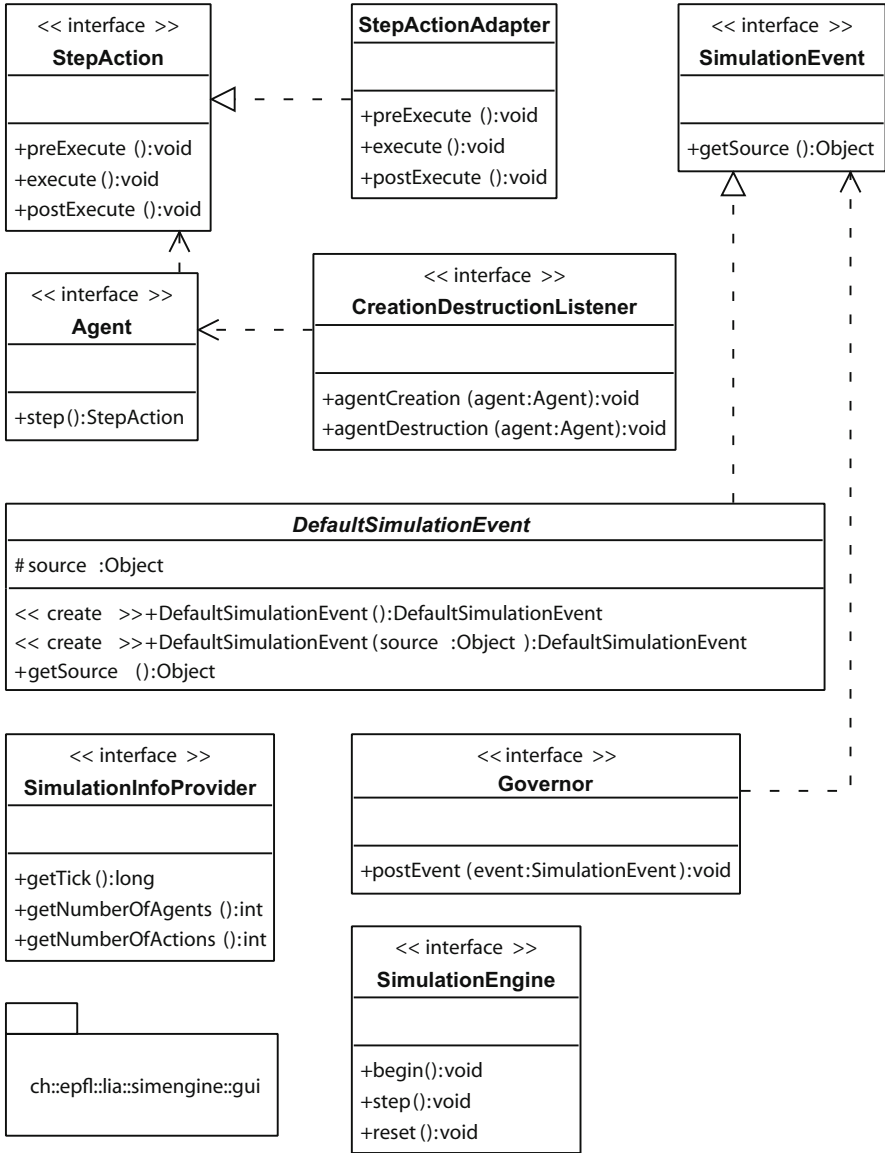 << interface >>
StepAction
+preExecute ():void
+execute():void
+postExecute ():void
StepActionAdapter
+preExecute ():void
+execute():void
+postExecute ():void
<< interface >>
SimulationEvent
+getSource ():Object
<< interface >>
Agent
+step():StepAction
<< interface >>
CreationDestructionListener
+agentCreation (agent:Agent):void
+agentDestruction (agent:Agent):void
DefaultSimulationEvent
# source :Object
<< create >>+DefaultSimulationEvent():DefaultSimulationEvent
<< create >>+DefaultSimulationEvent(source :Object ):DefaultSimulationEvent
+getSource ():Object
<< interface >>
SimulationInfoProvider
+getTick():long
+getNumberOfAgents ():int
+getNumberOfActions ():int
<< interface >>
Governor
+postEvent (event:SimulationEvent):void
<< interface >>
SimulationEngine
+begin():void
+step():void
+reset():void
ch::epfl::lia::simengine::gui